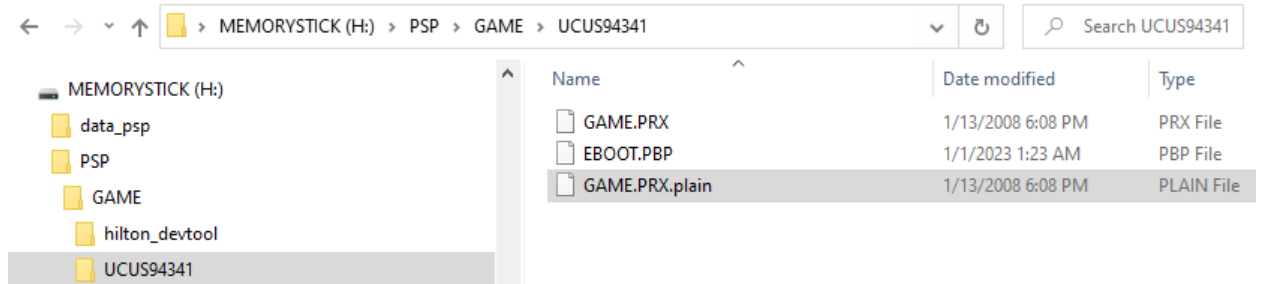 MEMORYSTICK (H:) > PSP > GAME > UCUS94341
Search UCUS94341
MEMORYSTICK (H:)
data_psp
PSP
GAME
hilton_devtool
UCUS94341
Name Date modified Type
GAME.PRX 1/13/2008 6:08 PM PRX File
EBOOT.PBP 1/1/2023 1:23 AM PBP File
GAME.PRX.plain 1/13/2008 6:08 PM PLAIN File